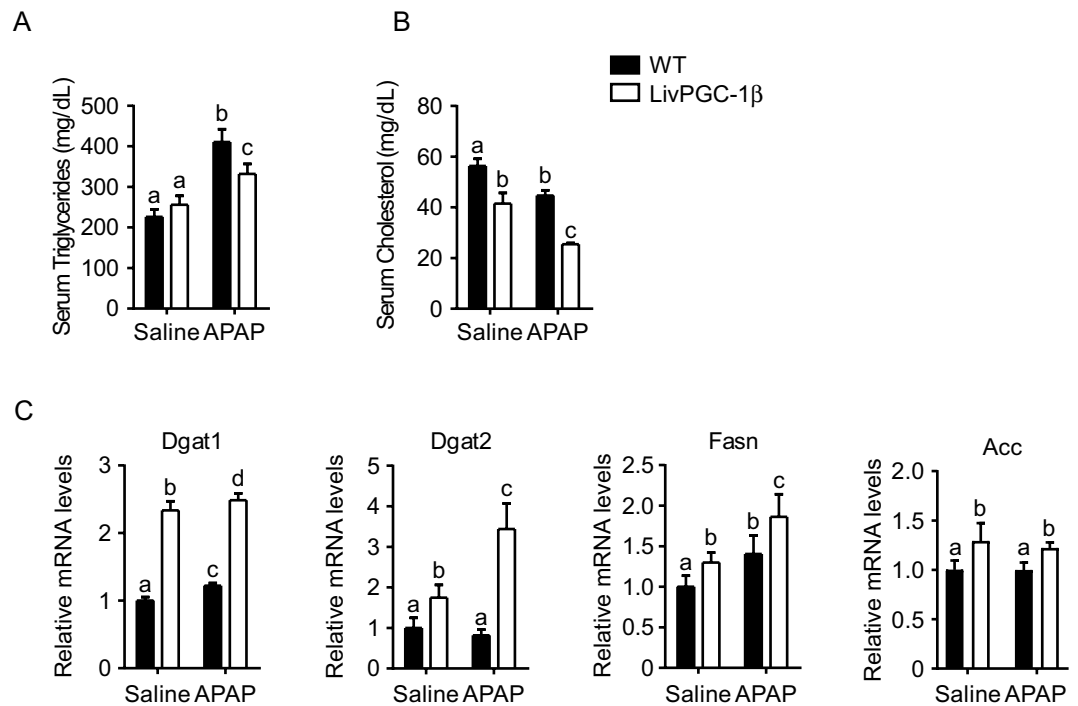 A
B
WT
LivPGC-1β
Serum Triglycerides (mg/dL)
500
400
300
200
100
0
a
a
b
c
Saline APAP
Serum Cholesterol (mg/dL)
80
60
40
20
0
a
b
b
c
Saline APAP
C
Dgat1
Relative mRNA levels
3
2
1
0
a
b
c
d
Saline APAP
Dgat2
Relative mRNA levels
5
4
3
2
1
0
a
b
a
c
Saline APAP
Fasn
Relative mRNA levels
2.5
2.0
1.5
1.0
0.5
0
a
b
b
c
Saline APAP
Acc
Relative mRNA levels
2.0
1.5
1.0
0.5
0
a
b
a
b
Saline APAP